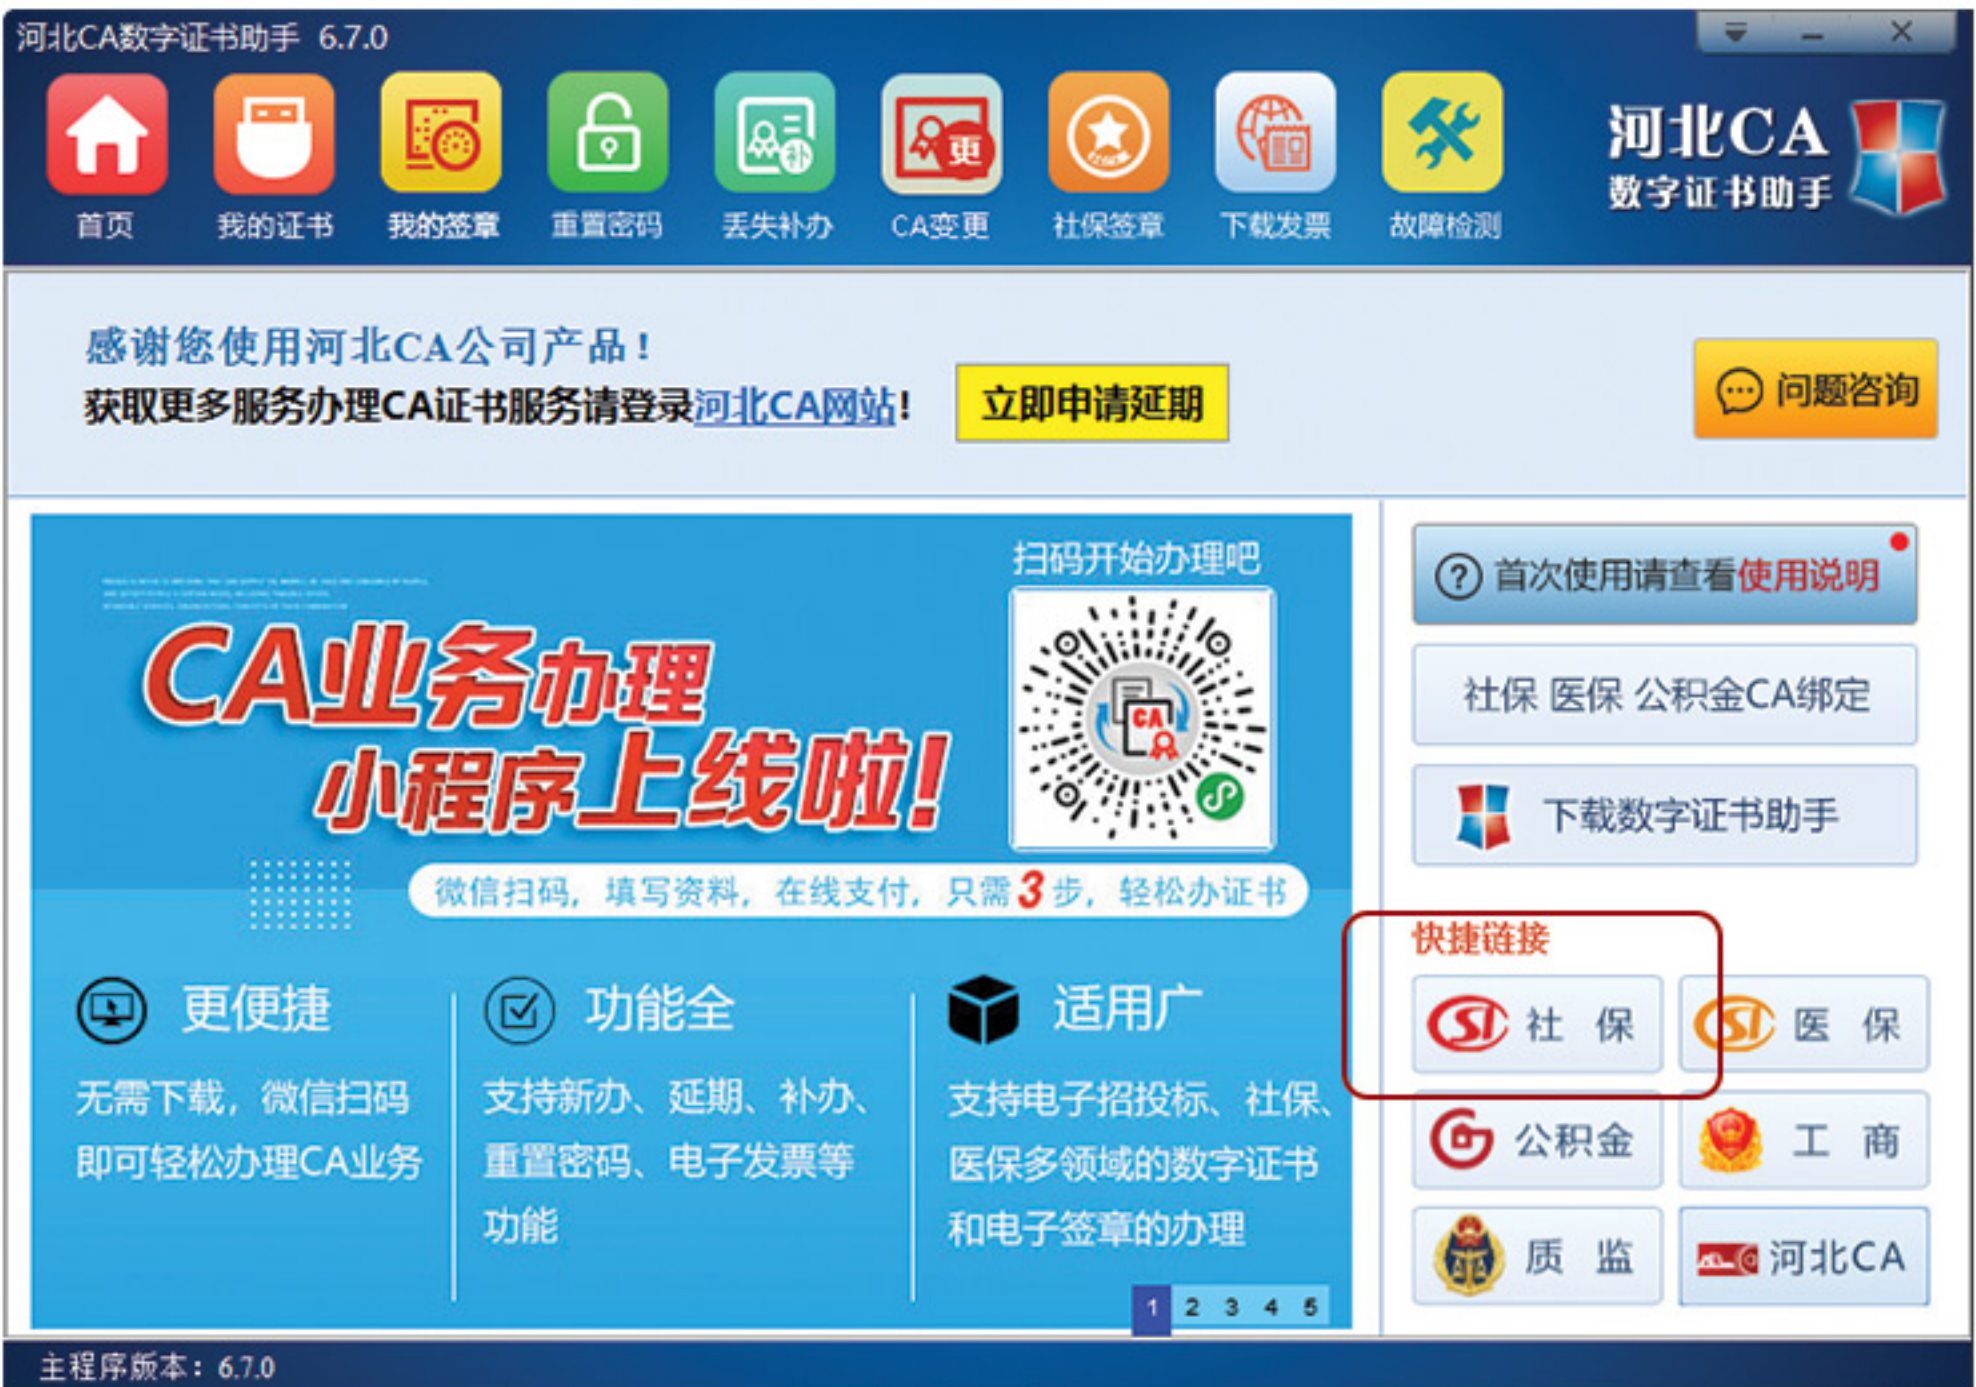 河北CA数字证书助手 6.7.0
首页
我的证书
我的签章
重置密码
补
丢失补办
更
CA变更
社保签章
下载发票
故障检测
河北CA
数字证书助手
感谢您使用河北CA公司产品!
获取更多服务办理CA证书服务请登录河北CA网站!
立即申请延期
问题咨询
扫码开始办理吧
CA业务办理
小程序上线啦!
CA
微信扫码,填写资料,在线支付,只需3步,轻松办证书
更便捷
无需下载,微信扫码
即可轻松办理CA业务
功能全
支持新办、延期、补办、
重置密码、电子发票等
功能
适用广
支持电子招投标、社保、
医保多领域的数字证书
和电子签章的办理
1 2 3 4 5
首次使用请查看使用说明
社保 医保 公积金CA绑定
下载数字证书助手
快捷链接
社 保
医 保
公积金
工 商
质 监
河北CA
主程序版本: 6.7.0